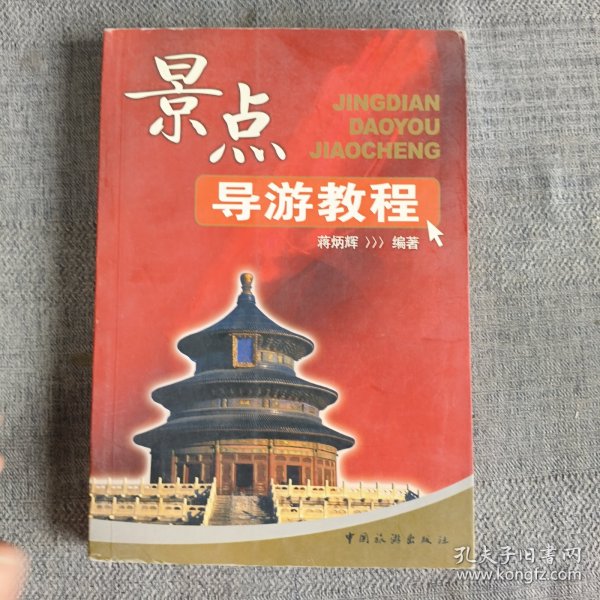 景点
JINGDIAN
DAOYOU
JIAOCHENG
导游教程
蒋炳辉 >>> 编著
中国旅游出版社
孔夫子旧书网
www.kongfz.com